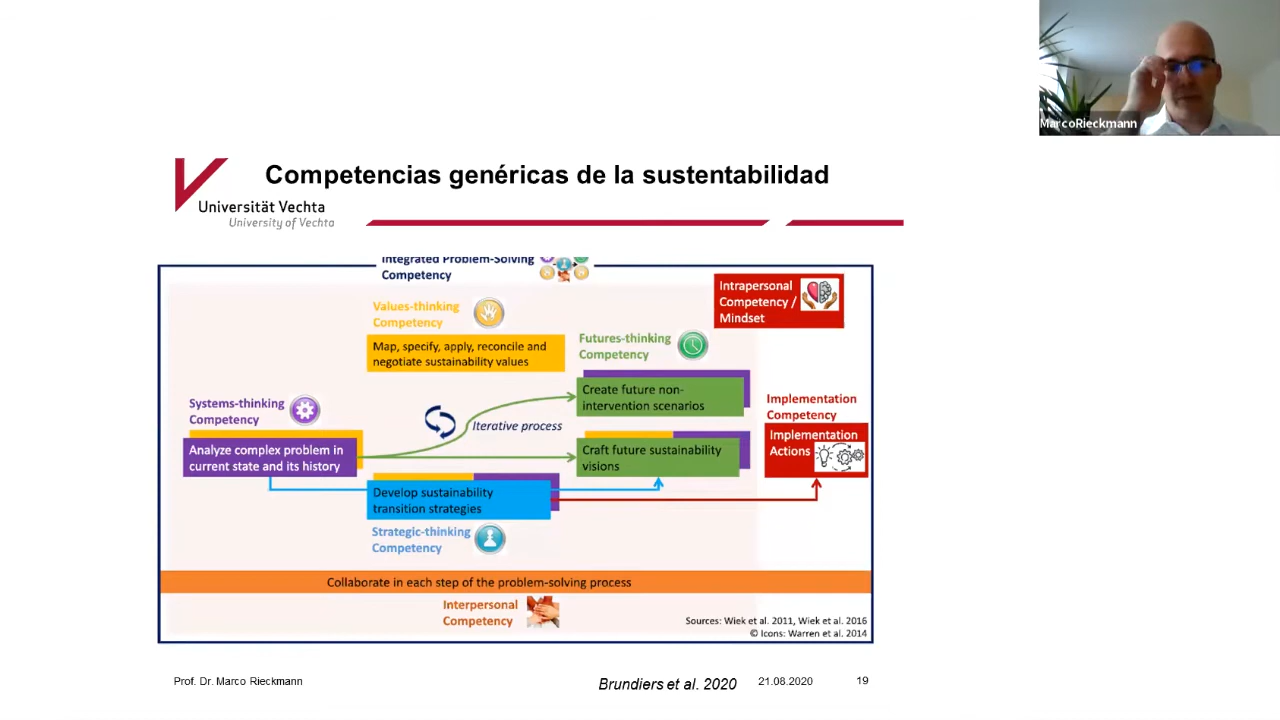 MarcoRieckmann
Competencias genéricas de la sustentabilidad
Universität Vechta
University of Vechta
Integrated Problem-Solving
Competency
Intrapersonal
Competency /
Mindset
Values-thinking
Competency
Map, specify, apply, reconcile and
negotiate sustainability values
Futures-thinking
Competency
Create future non-
intervention scenarios
Systems-thinking
Competency
Iterative process
Implementation
Competency
Implementation
Actions
Analyze complex problem in
current state and its history
Craft future sustainability
visions
Develop sustainability
transition strategies
Strategic-thinking
Competency
Collaborate in each step of the problem-solving process
Interpersonal
Competency
Sources: Wiek et al. 2011, Wiek et al. 2016
© Icons: Warren et al. 2014
Prof. Dr. Marco Rieckmann
Brundiers et al. 2020
21.08.2020
19